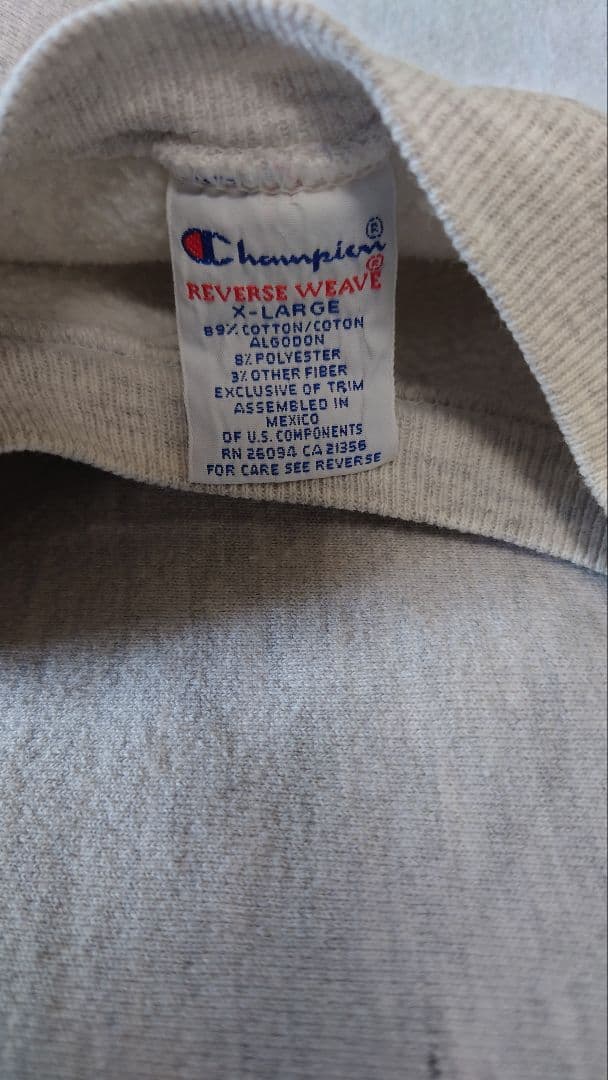 Champion®
REVERSE WEAVE®
X-LARGE
89% COTTON/COTON
ALGODON
8% POLYESTER
3% OTHER FIBER
EXCLUSIVE OF TRIM
ASSEMBLED IN
MEXICO
OF U.S. COMPONENTS
RN 26094 CA 21356
FOR CARE SEE REVERSE